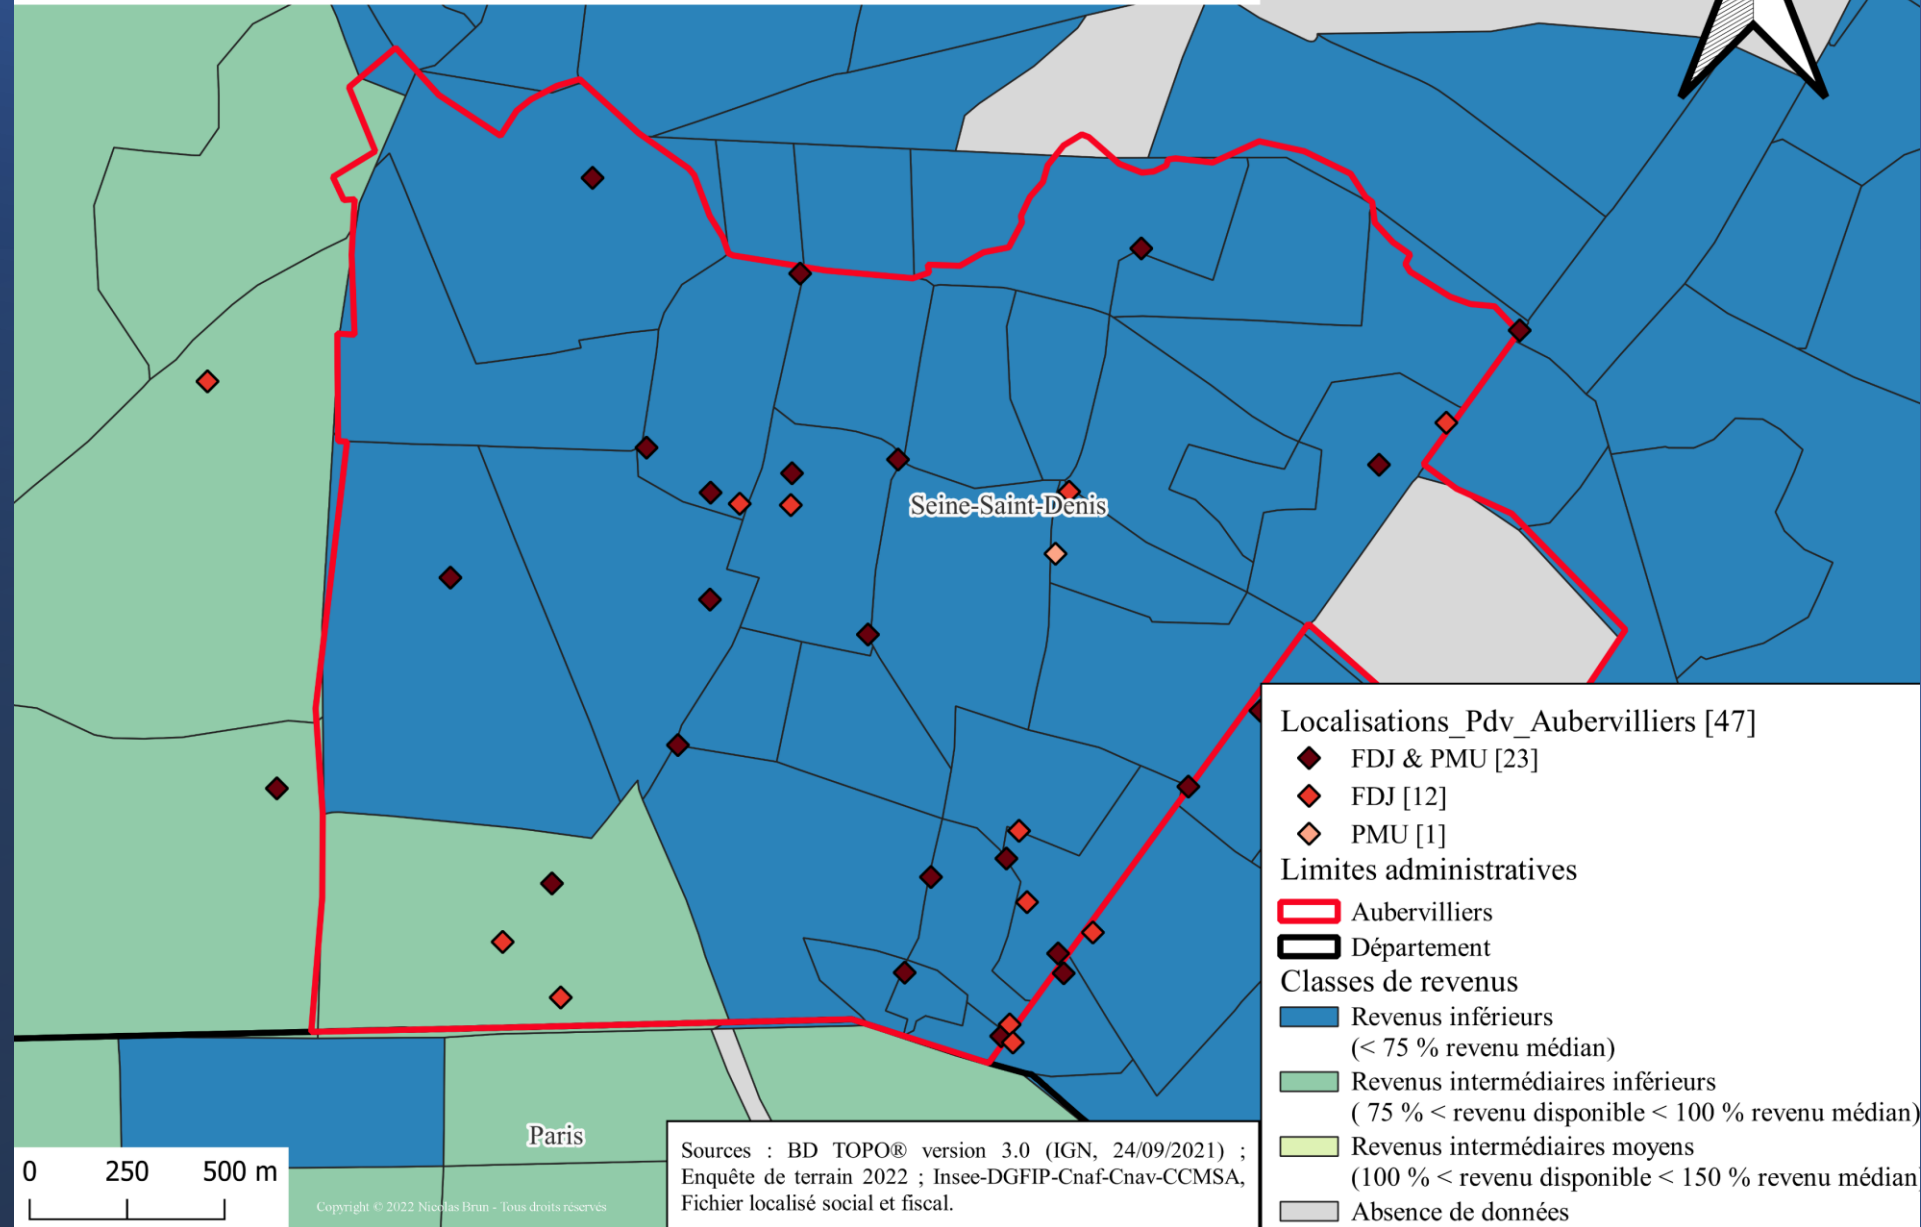 Seine-Saint-Denis
Localisations_Pdv_Aubervilliers [47]
FDJ & PMU [23]
FDJ [12]
PMU [1]
Limites administratives
Aubervilliers
Département
Classes de revenus
Revenus inférieurs
(< 75 % revenu médian)
Revenus intermédiaires inférieurs
( 75 % < revenu disponible < 100 % revenu médian)
Revenus intermédiaires moyens
(100 % < revenu disponible < 150 % revenu médian
Absence de données
Paris
Sources : BD TOPO® version 3.0 (IGN, 24/09/2021) ;
Enquête de terrain 2022 ; Insee-DGFIP-Cnaf-Cnav-CCMSA,
Fichier localisé social et fiscal.
0 250 500 m
Copyright © 2022 Nicolas Brun - Tous droits réservés